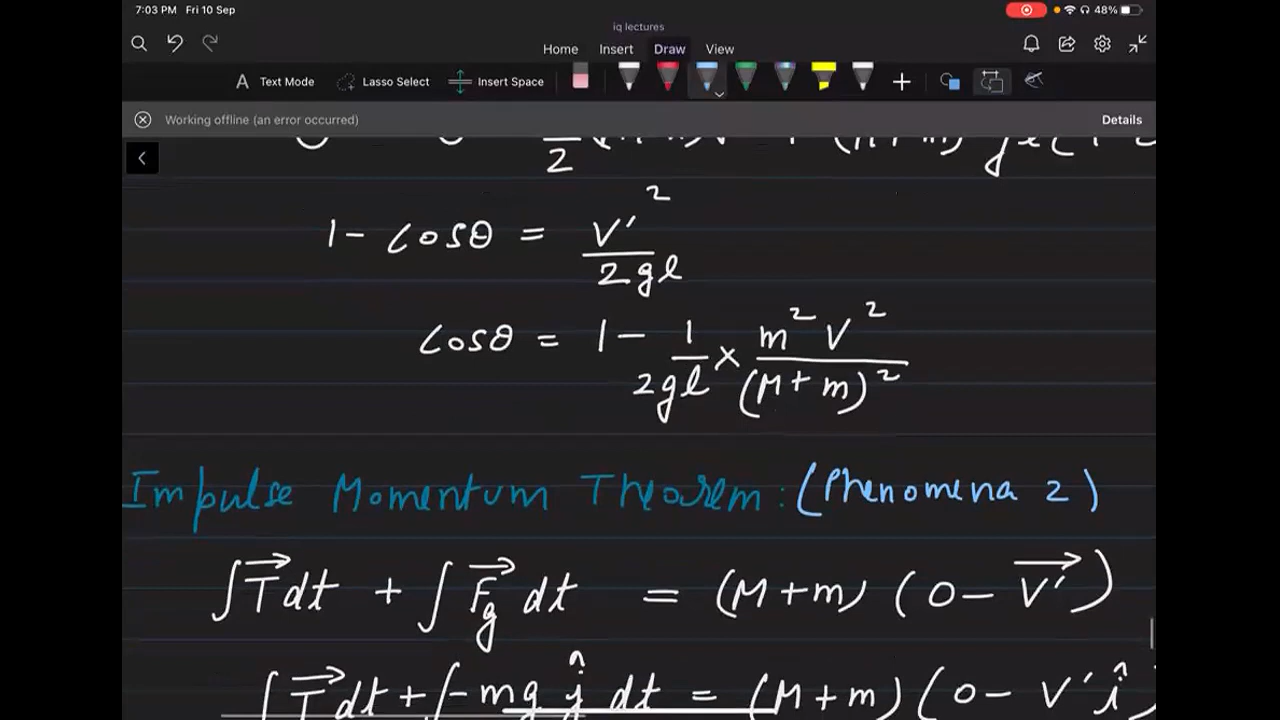 7:03 PM Fri 10 Sep 48%
iq lectures
Home Insert Draw View
A Text Mode Lasso Select Insert Space
Working offline (an error occurred) Details
2
1 - cosθ = V'² / 2gl
cosθ = 1 - 1/2gl × m²V²/(M+m)²
Impulse Momentum Theorem : (Phenomena 2)
∫T⃗dt + ∫F⃗g dt = (M+m) (0 - V⃗')
∫T⃗dt + ∫-mg ĵ dt = (M+m) (0 - V'î